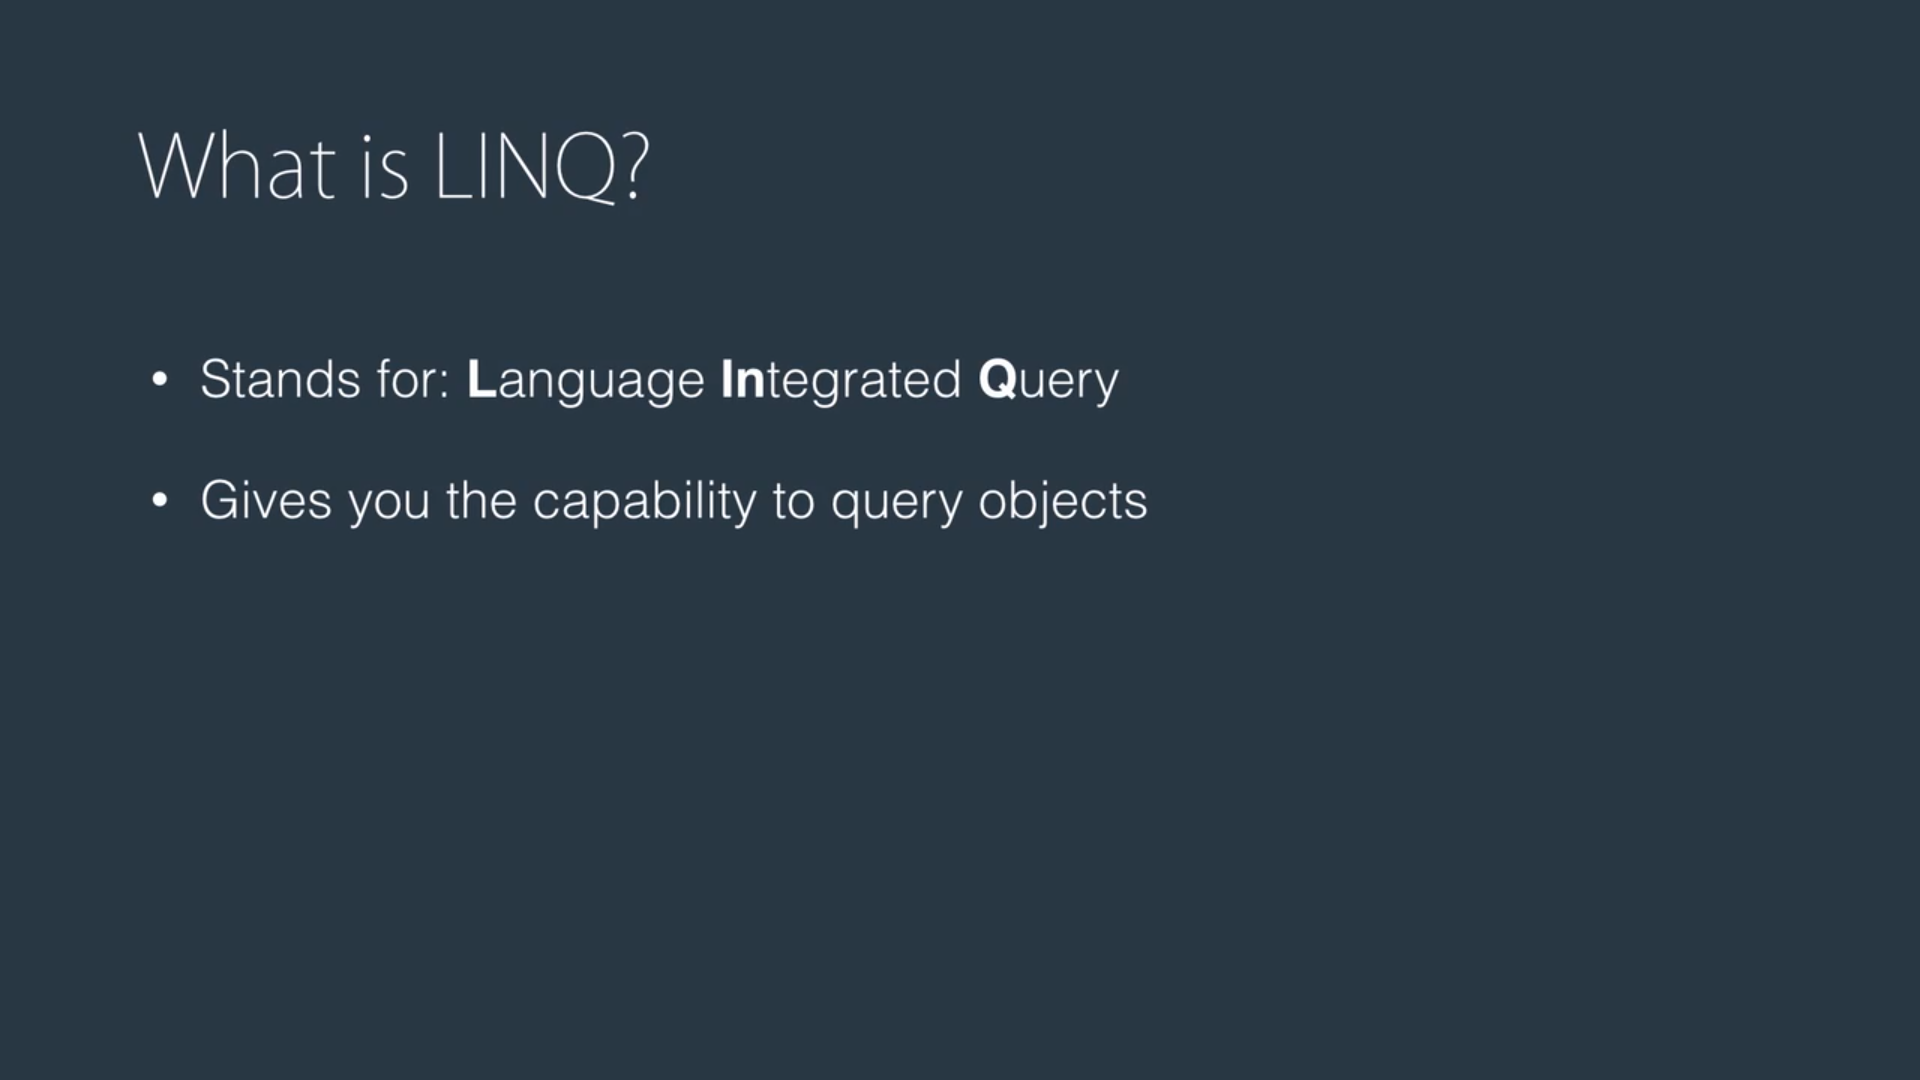 What is LINQ?
• Stands for: Language Integrated Query
• Gives you the capability to query objects